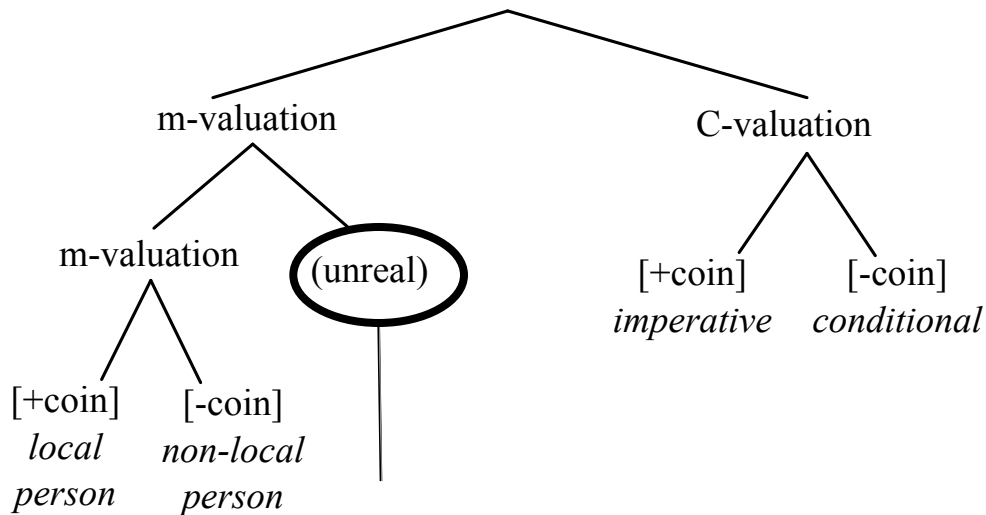 m-valuation
C-valuation
m-valuation
(unreal)
[+coin]
imperative
[-coin]
conditional
[+coin]
local
person
[-coin]
non-local
person